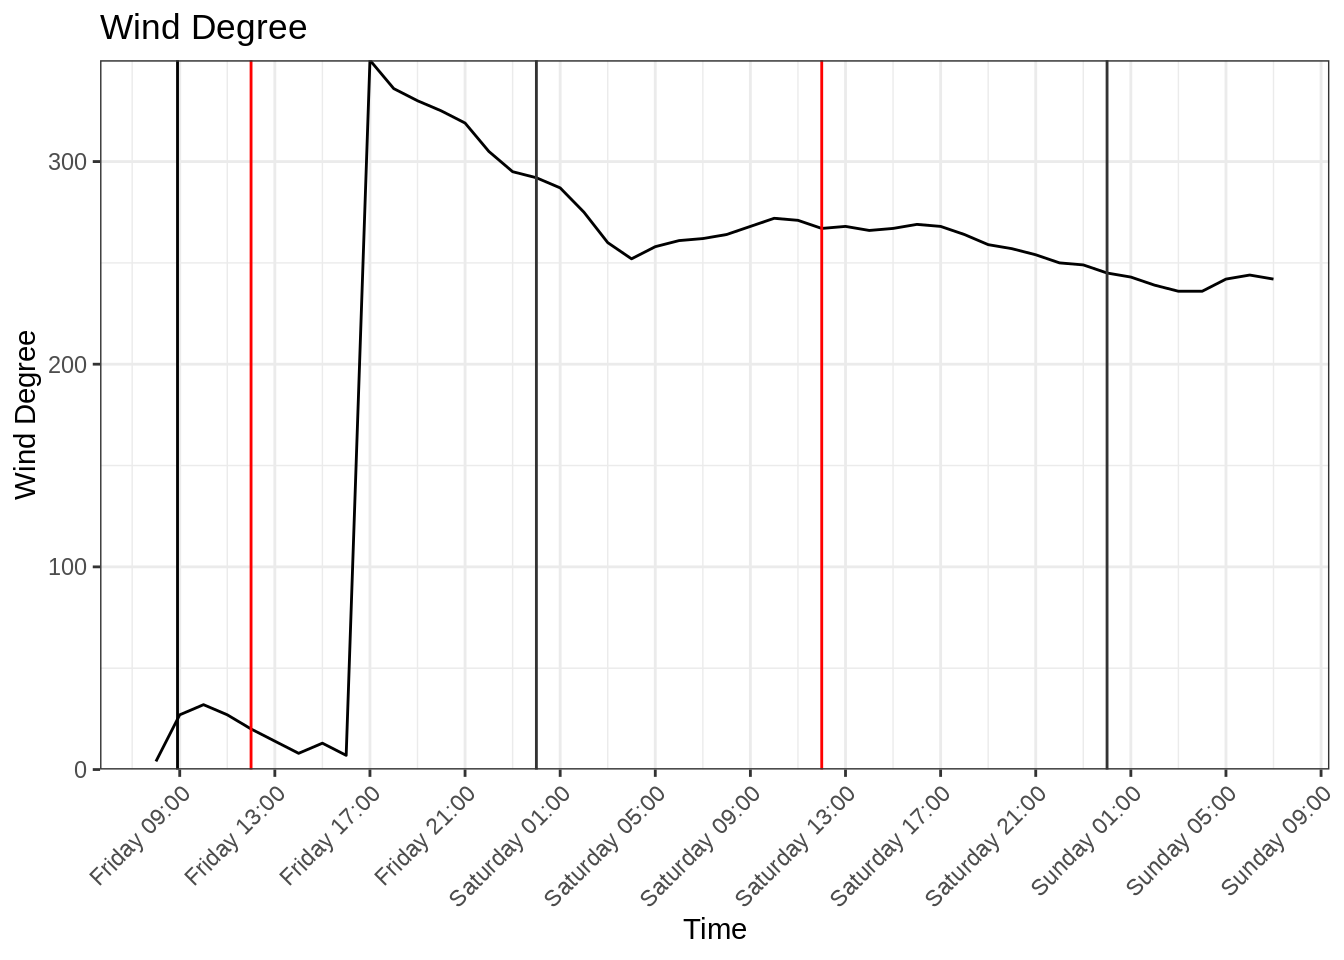 Wind Degree
Wind Degree
300
200
100
0
Friday 09:00
Friday 13:00
Friday 17:00
Friday 21:00
Saturday 01:00
Saturday 05:00
Saturday 09:00
Saturday 13:00
Saturday 17:00
Saturday 21:00
Sunday 01:00
Sunday 05:00
Sunday 09:00
Time